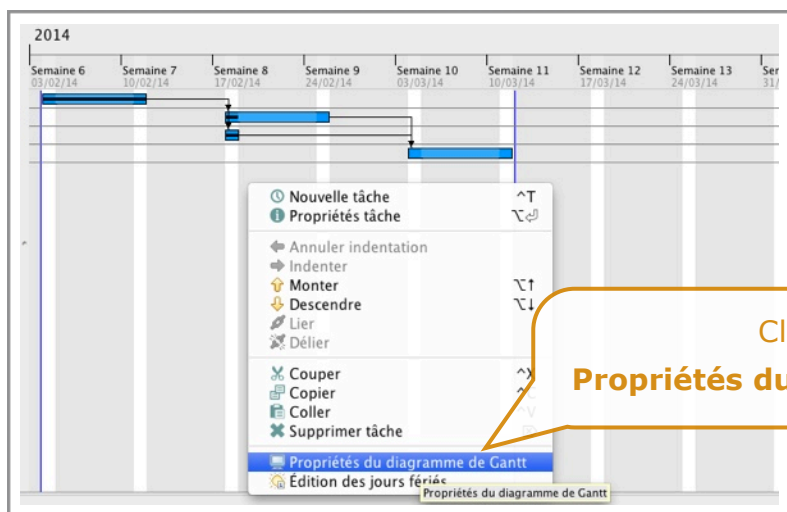 2014
Semaine 6 Semaine 7 Semaine 8 Semaine 9 Semaine 10 Semaine 11 Semaine 12 Semaine 13
03/02/14 10/02/14 17/02/14 24/02/14 03/03/14 10/03/14 17/03/14 24/03/14 31/
Nouvelle tâche ^T
Propriétés tâche ⌥⏎
Annuler indentation
Indenter
Monter ⌥↑
Descendre ⌥↓
Lier
Délier
Cl
Propriétés du
Couper ^X
Copier
Coller ^V
Supprimer tâche
Propriétés du diagramme de Gantt
Édition des jours fériés
Propriétés du diagramme de Gantt